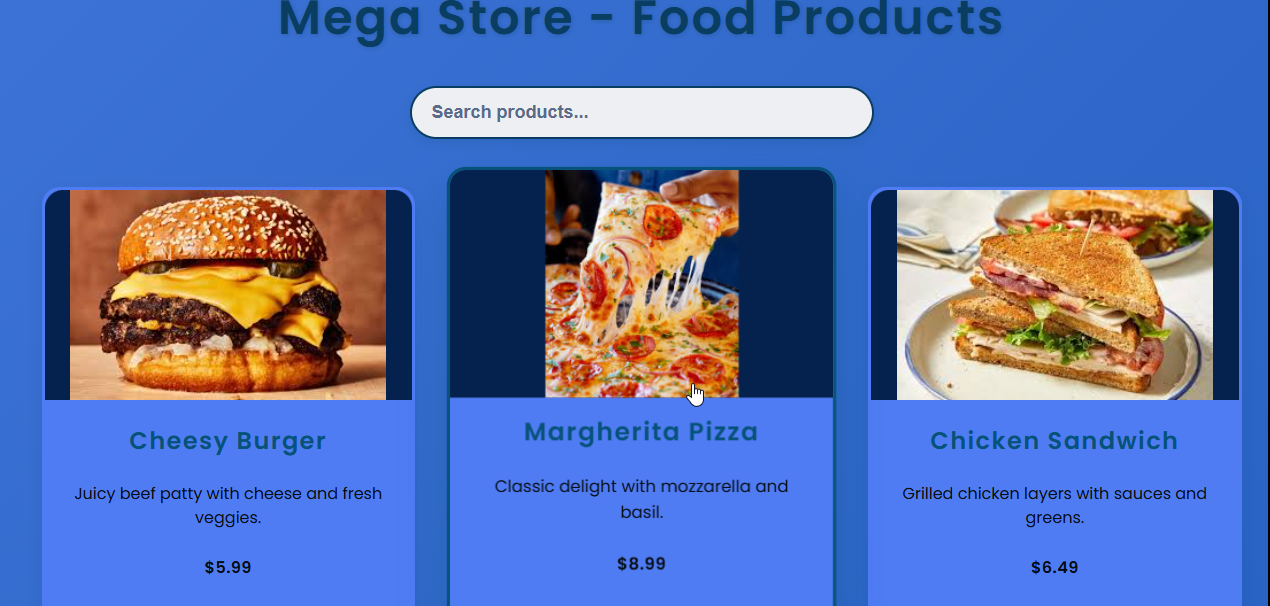 Mega Store - Food Products
Search products...
Cheesy Burger
Juicy beef patty with cheese and fresh
veggies.
$5.99
Margherita Pizza
Classic delight with mozzarella and
basil.
$8.99
Chicken Sandwich
Grilled chicken layers with sauces and
greens.
$6.49